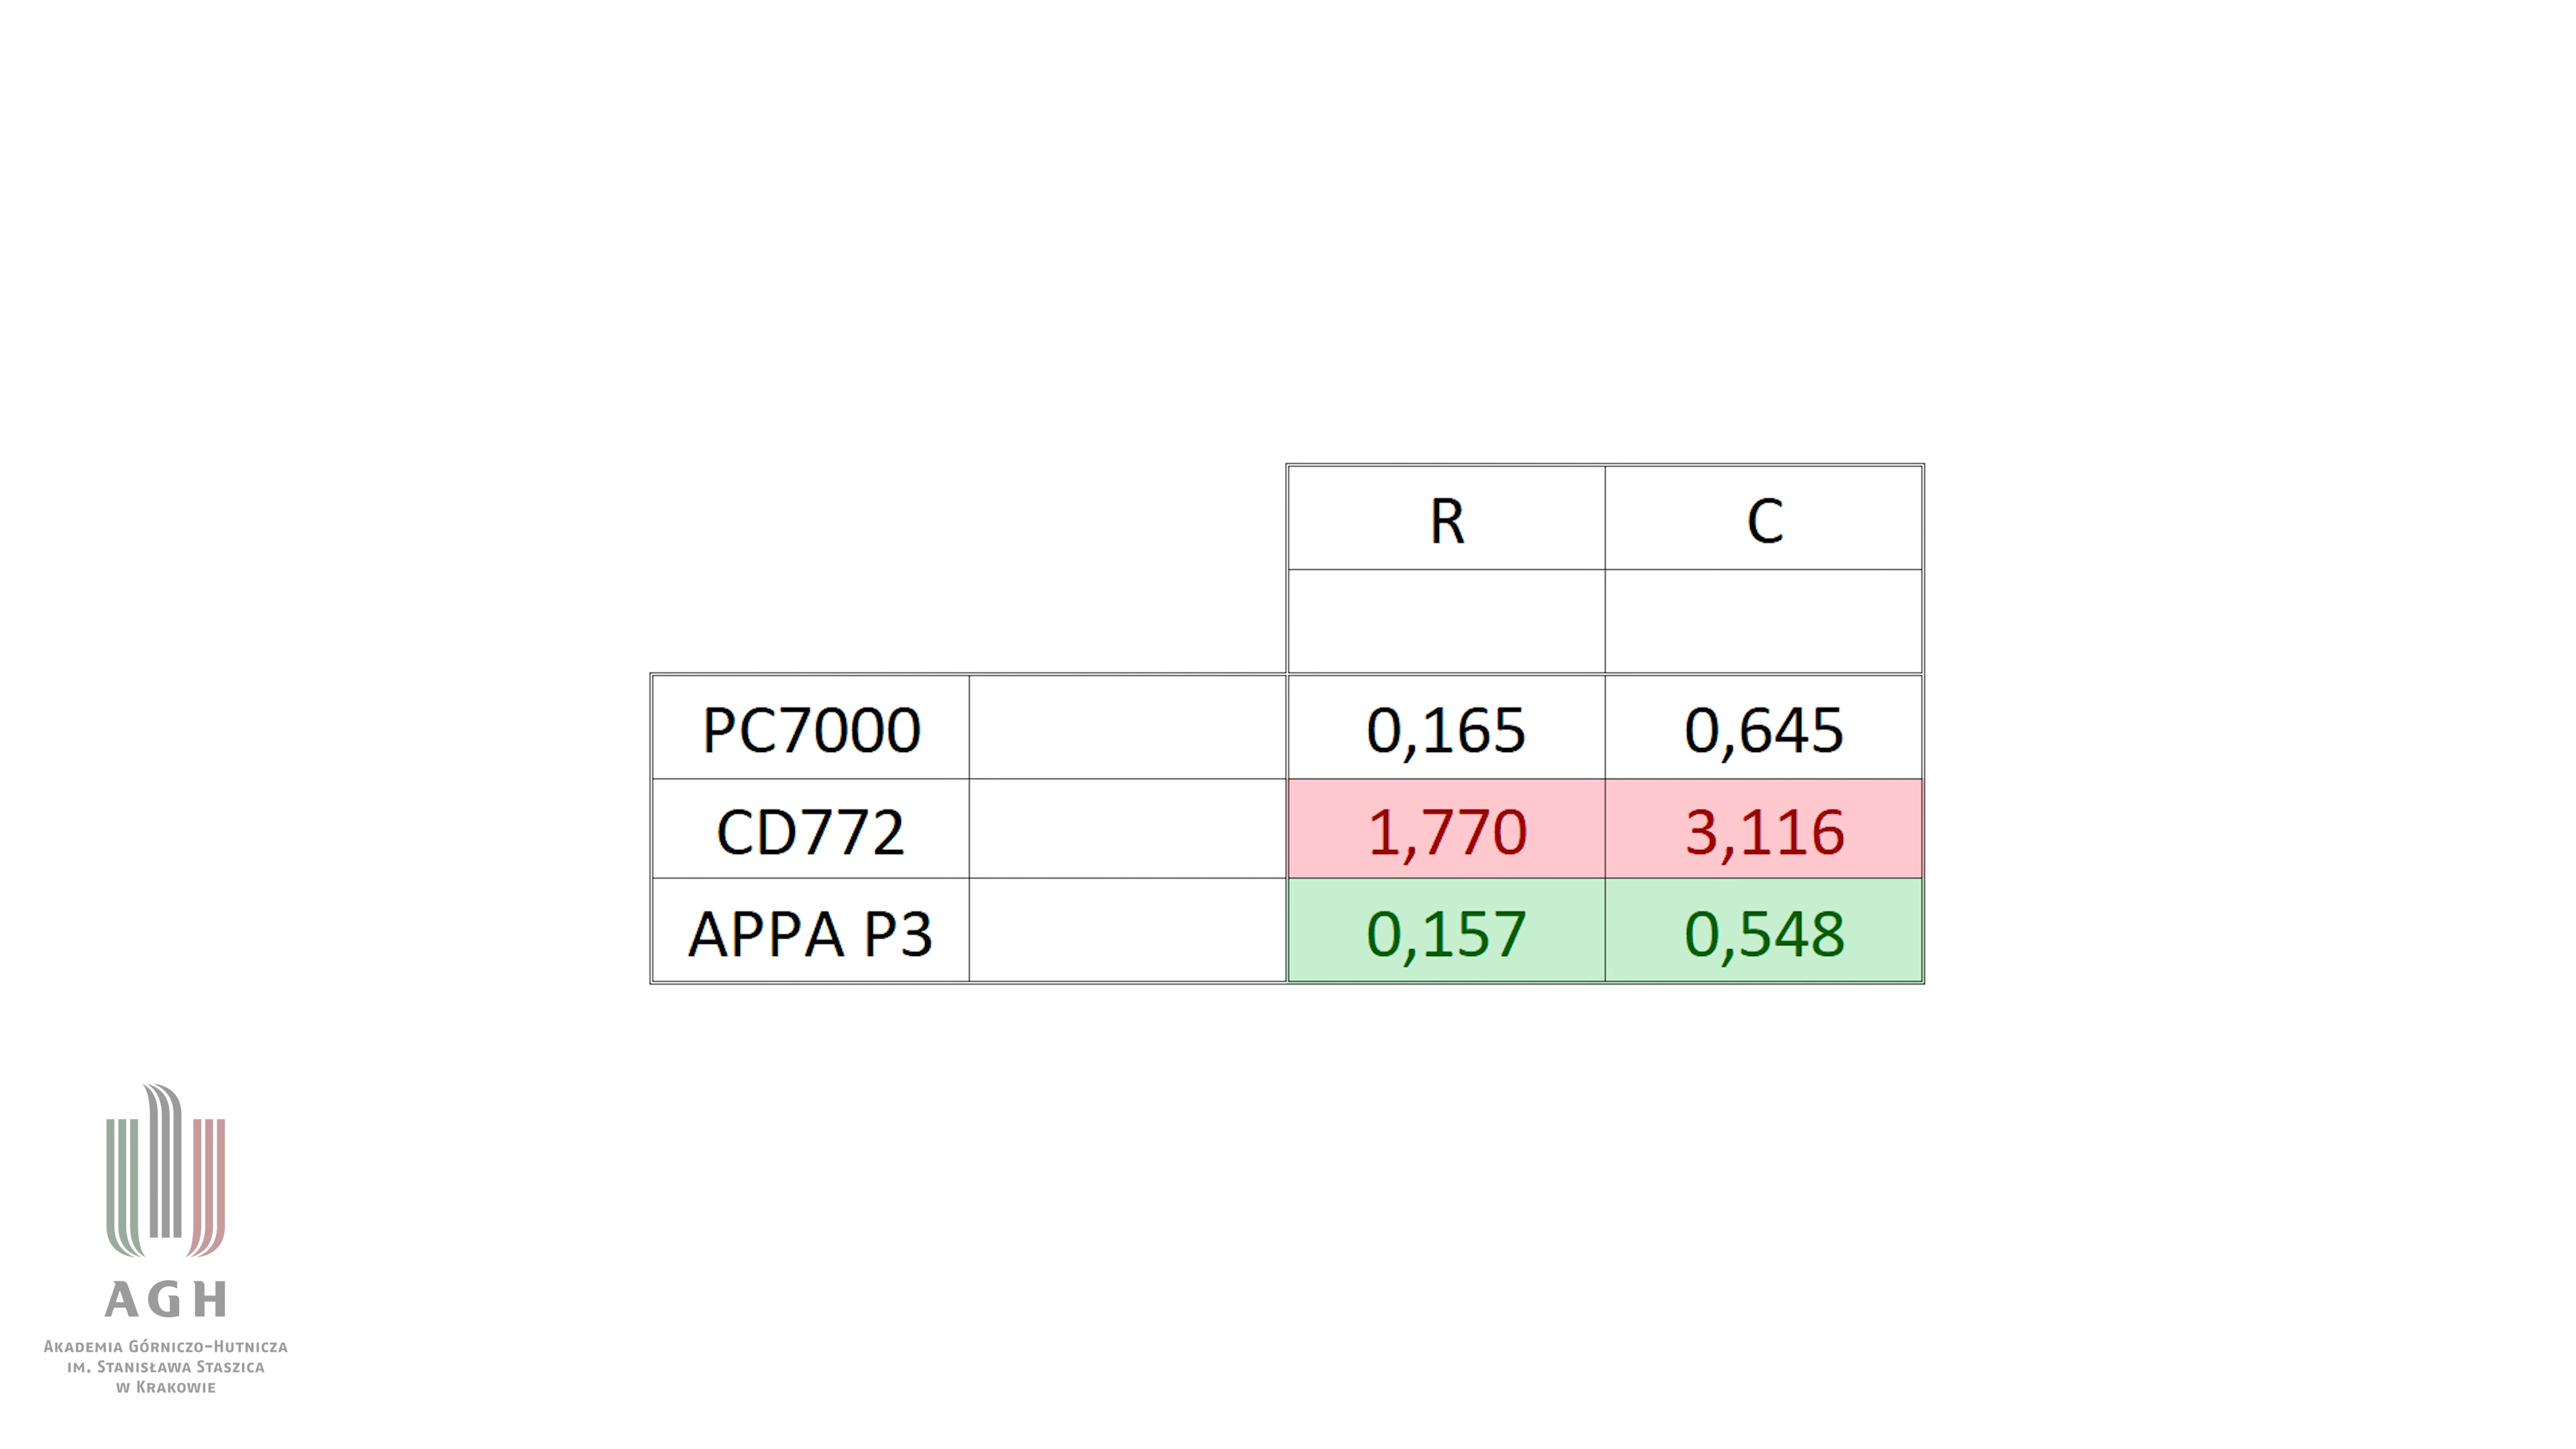 R C
PC7000 0,165 0,645
CD772 1,770 3,116
APPA P3 0,157 0,548
AGH
Akademia Górniczo-Hutnicza
im. Stanisława Staszica
w Krakowie